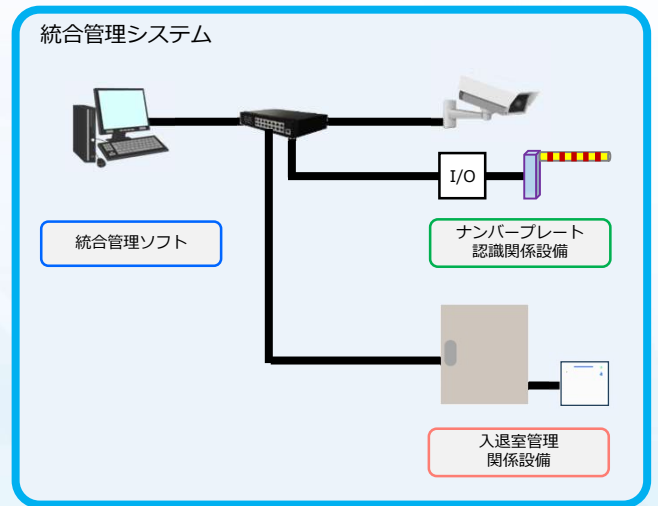 統合管理システム
I/O
統合管理ソフト
ナンバープレート
認識関係設備
入退室管理
関係設備